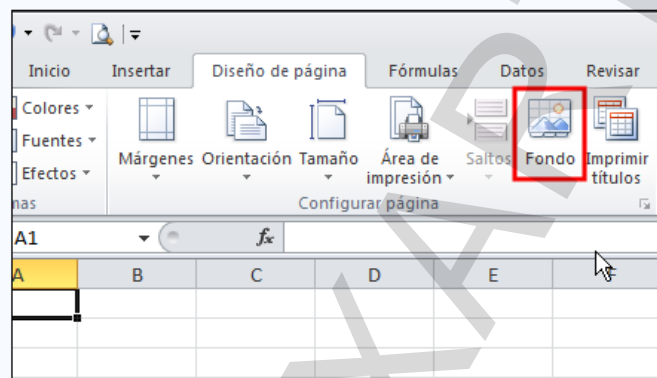 Inicio Insertar Diseño de página Fórmulas Datos Revisar
Colores
Fuentes
Efectos
Márgenes Orientación Tamaño Área de impresión Saltos Fondo Imprimir títulos
mas Configurar página
A1 fx
A B C D E F